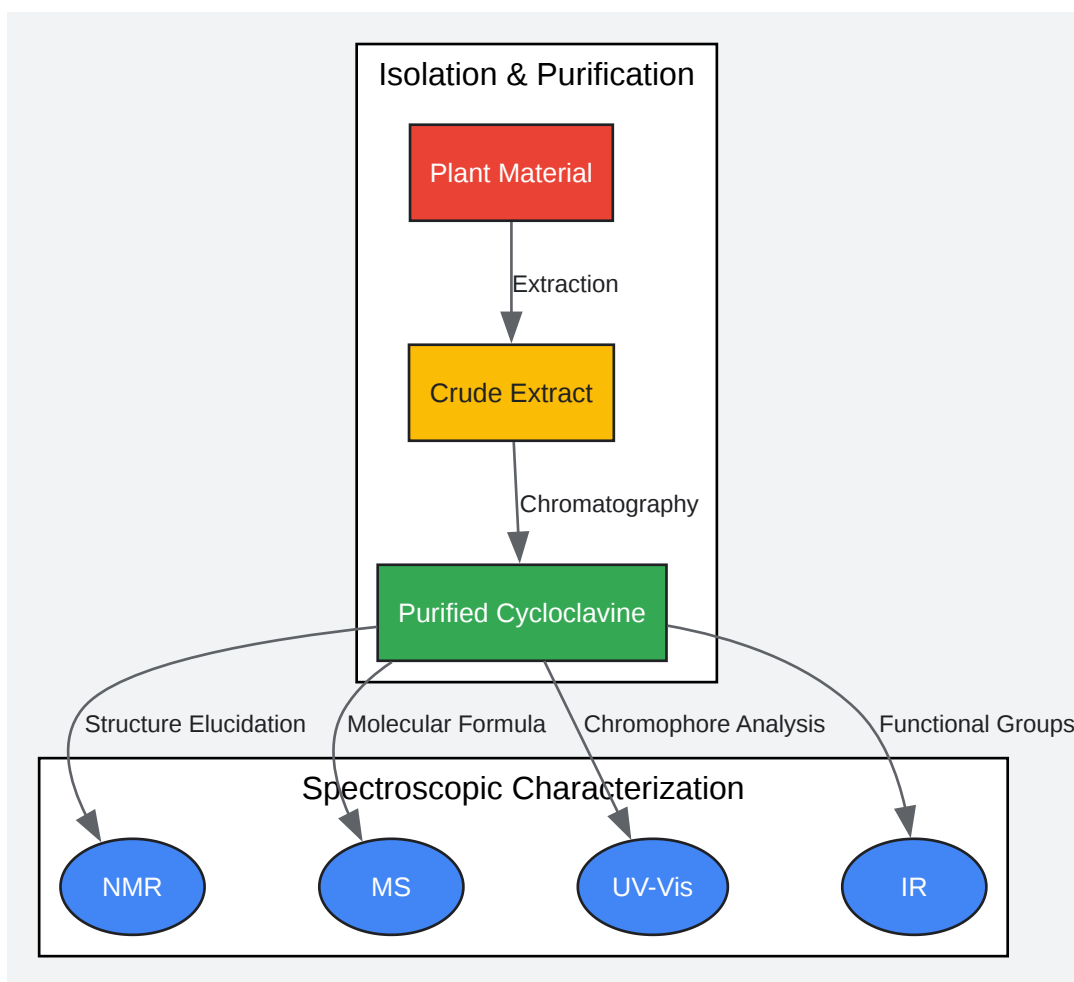 Isolation & Purification
Plant Material
Extraction
Crude Extract
Chromatography
Purified Cycloclavine
Structure Elucidation
Molecular Formula
Chromophore Analysis
Functional Groups
Spectroscopic Characterization
NMR
MS
UV-Vis
IR